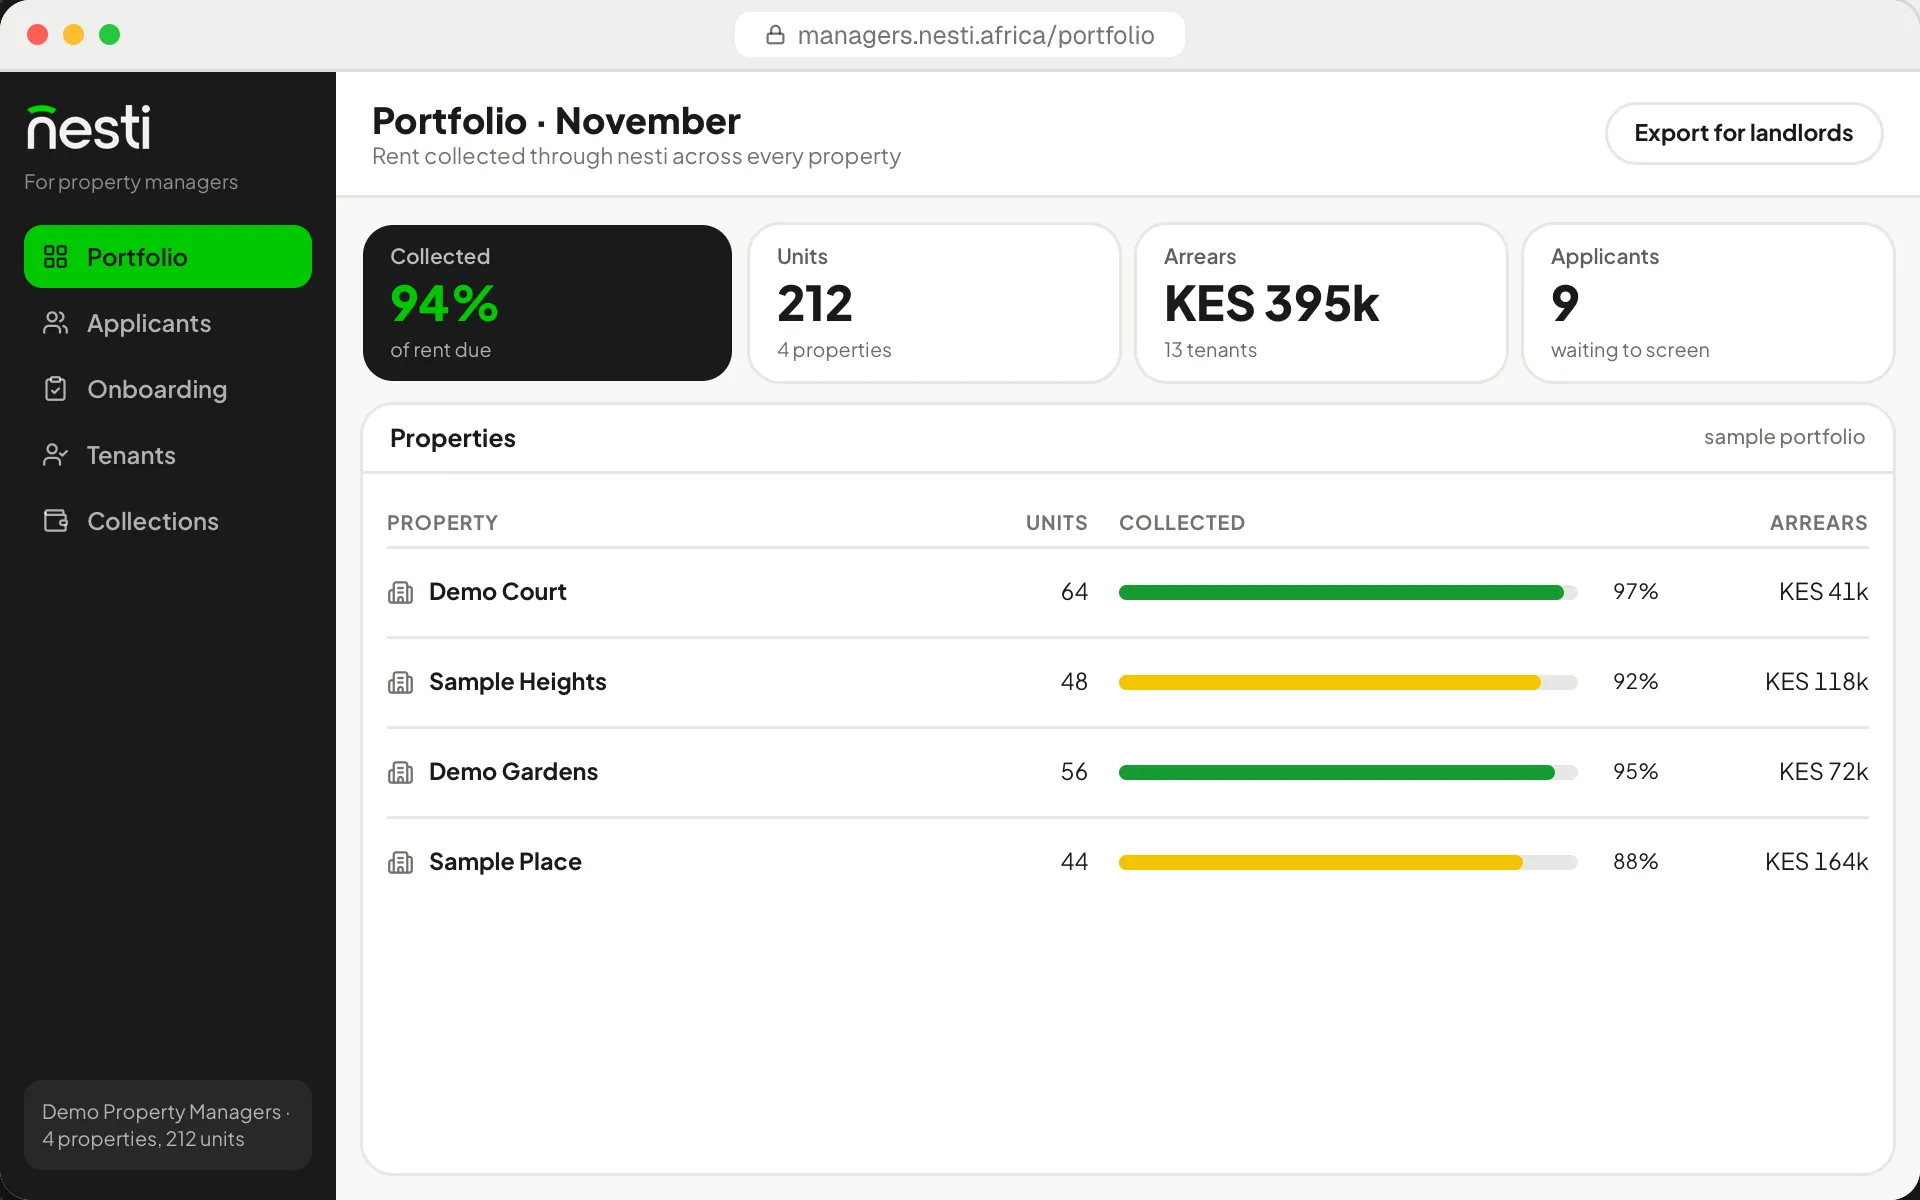 managers.nesti.africa/portfolio
nesti
For property managers
Portfolio
Applicants
Onboarding
Tenants
Collections
Demo Property Managers ·
4 properties, 212 units
Portfolio · November
Rent collected through nesti across every property
Export for landlords
Collected
94%
of rent due
Units
212
4 properties
Arrears
KES 395k
13 tenants
Applicants
9
waiting to screen
Properties
sample portfolio
PROPERTY UNITS COLLECTED ARREARS
Demo Court 64 97% KES 41k
Sample Heights 48 92% KES 118k
Demo Gardens 56 95% KES 72k
Sample Place 44 88% KES 164k